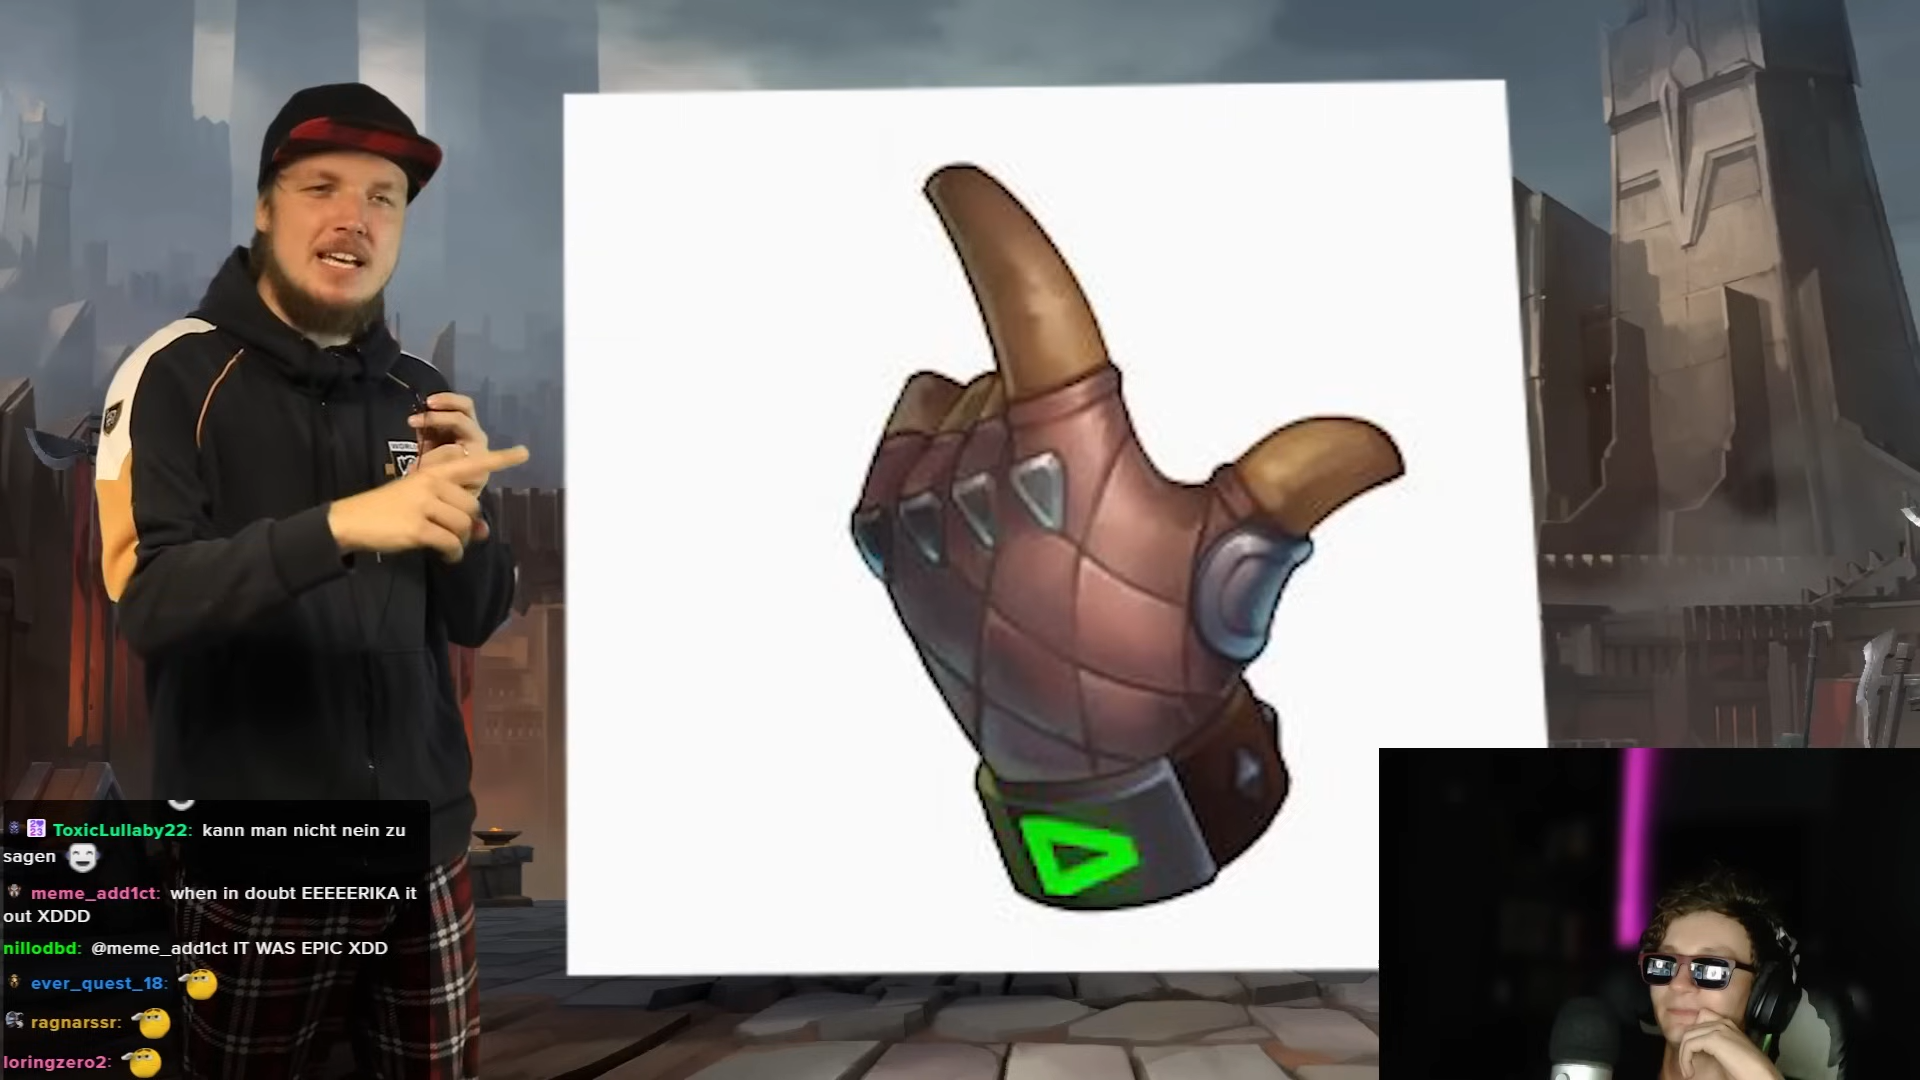 WORLDS
ToxicLullaby22: kann man nicht nein zu
sagen
meme_add1ct: when in doubt EEEEERIKA it
out XDDD
nillodbd: @meme_add1ct IT WAS EPIC XDD
ever_quest_18:
ragnarssr:
loringzero2: